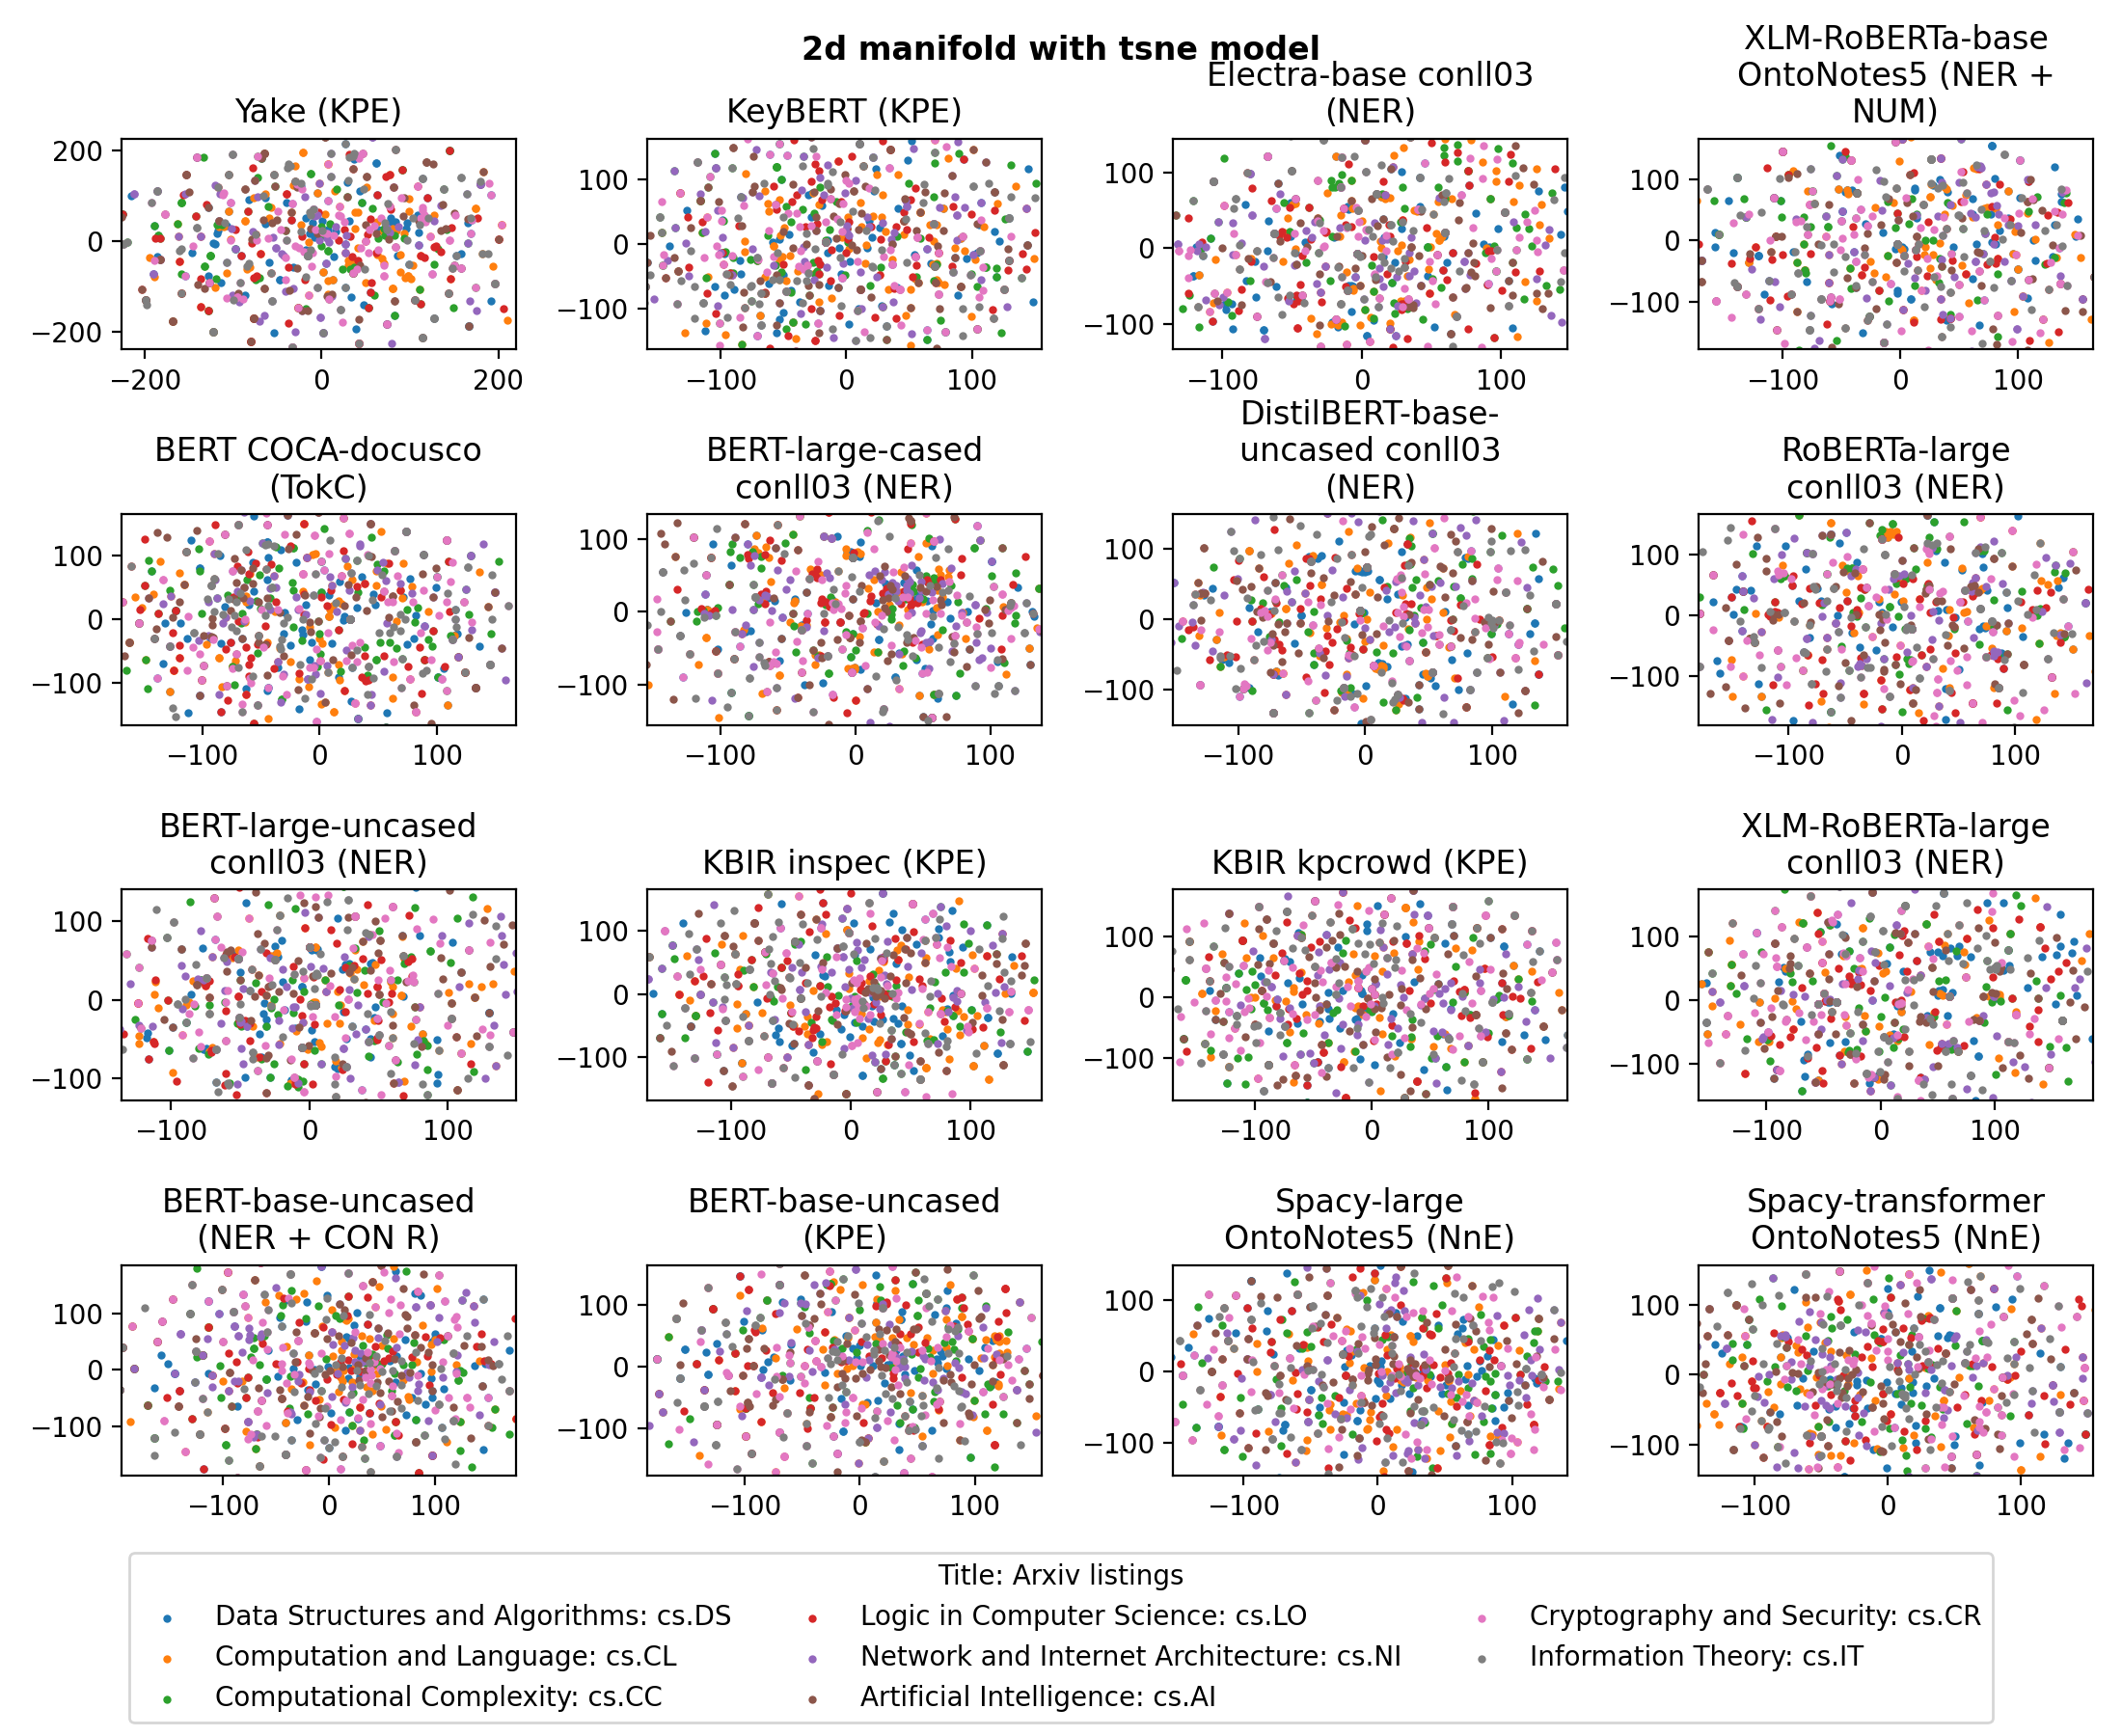 2d manifold with tsne model
Yake (KPE)
KeyBERT (KPE)
Electra-base conll03
(NER)
XLM-RoBERTa-base
OntoNotes5 (NER +
NUM)
200
0
−200
−200 0 200
100
0
−100
−100 0 100
100
0
−100
−100 0 100
100
0
−100
−100 0 100
BERT COCA-docusco
(TokC)
BERT-large-cased
conll03 (NER)
DistilBERT-base-
uncased conll03
(NER)
RoBERTa-large
conll03 (NER)
100
0
−100
−100 0 100
100
0
−100
−100 0 100
100
0
−100
−100 0 100
100
0
−100
−100 0 100
BERT-large-uncased
conll03 (NER)
KBIR inspec (KPE)
KBIR kpcrowd (KPE)
XLM-RoBERTa-large
conll03 (NER)
100
0
−100
−100 0 100
100
0
−100
−100 0 100
100
0
−100
−100 0 100
100
0
−100
−100 0 100
BERT-base-uncased
(NER + CON R)
BERT-base-uncased
(KPE)
Spacy-large
OntoNotes5 (NnE)
Spacy-transformer
OntoNotes5 (NnE)
100
0
−100
−100 0 100
100
0
−100
−100 0 100
100
0
−100
−100 0 100
100
0
−100
−100 0 100
Title: Arxiv listings
Data Structures and Algorithms: cs.DS
Computation and Language: cs.CL
Computational Complexity: cs.CC
Logic in Computer Science: cs.LO
Network and Internet Architecture: cs.NI
Artificial Intelligence: cs.AI
Cryptography and Security: cs.CR
Information Theory: cs.IT